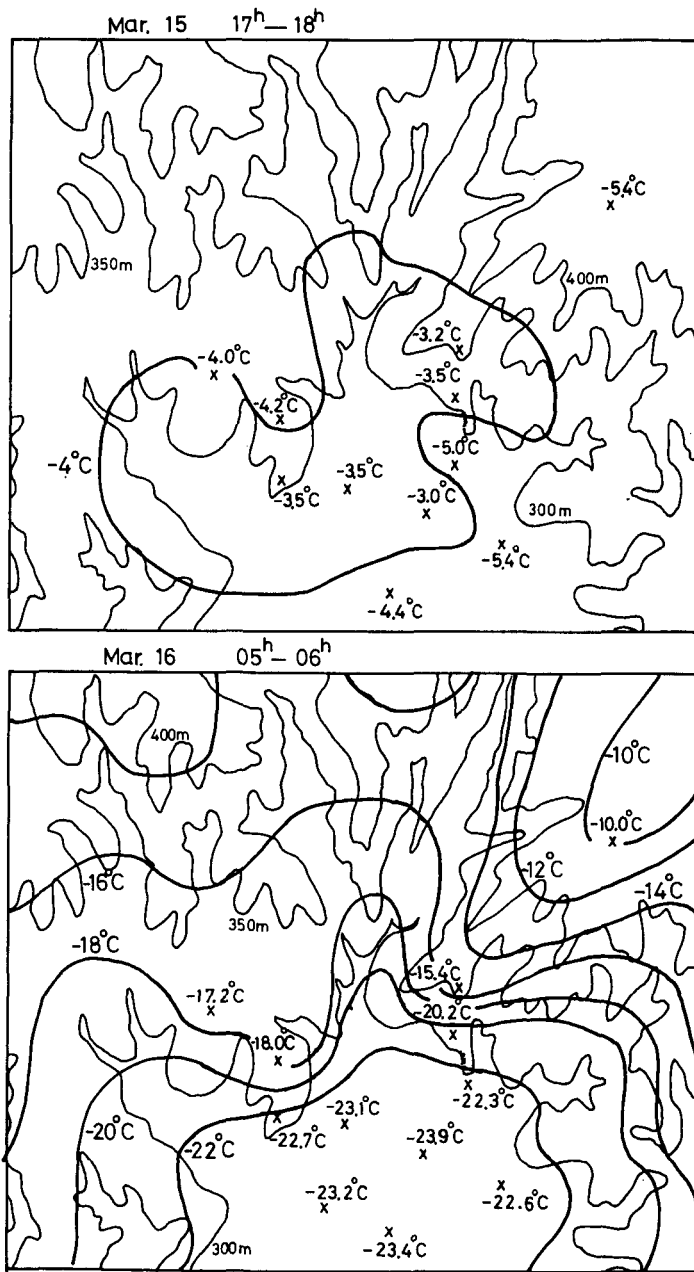 Mar. 15 17h—18h
-5.4°C
350m
400m
-3.2°C
-4.0°C
-3.5°C
-4.2°C
-4°C
-5.0°C
-3.5°C
-3.5°C
-3.0°C
300m
-5.4°C
-4.4°C
Mar. 16 05h—06h
400m
-10°C
-10.0°C
-16°C
-12°C
-14°C
350m
-18°C
-15.4°C
-17.2°C
-20.2°C
-18.0°C
-22.3°C
-23.1°C
-22.7°C
-20°C
-22°C
-23.9°C
-23.2°C
-22.6°C
-23.4°C
300m